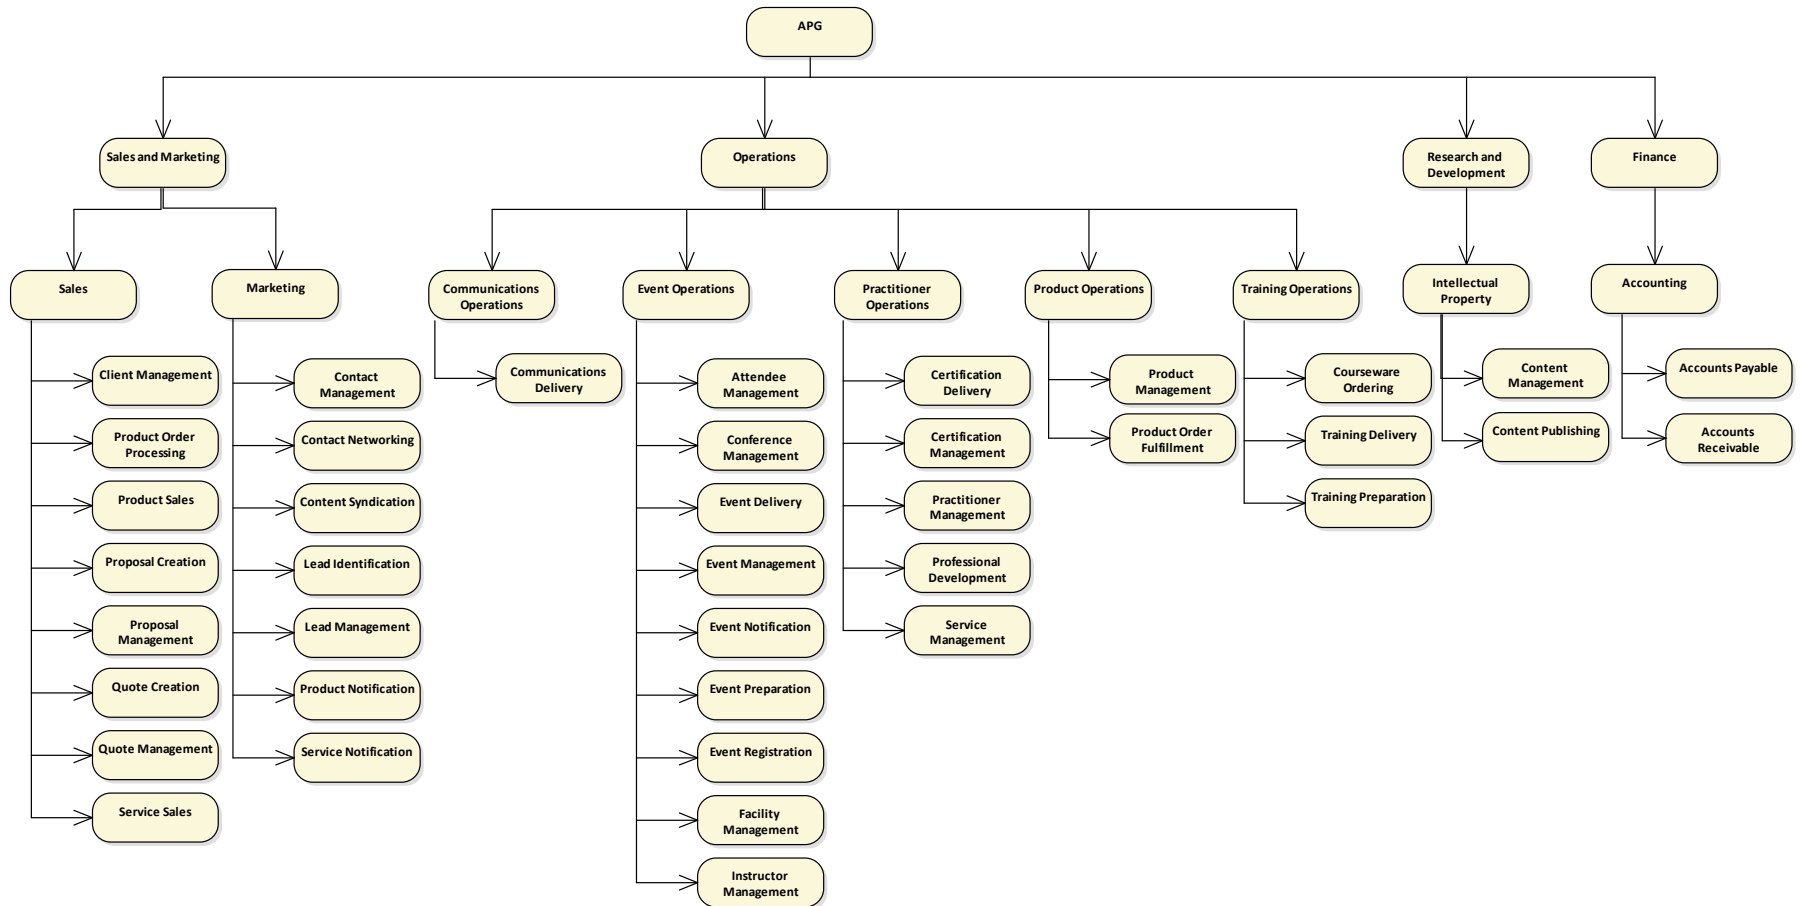 APG
Sales and Marketing
Operations
Research and
Development
Finance
Sales
Marketing
Communications
Operations
Event Operations
Practitioner
Operations
Product Operations
Training Operations
Intellectual
Property
Accounting
Client Management
Product Order
Processing
Product Sales
Proposal Creation
Proposal
Management
Quote Creation
Quote Management
Service Sales
Contact
Management
Contact Networking
Content Syndication
Lead Identification
Lead Management
Product Notification
Service Notification
Communications
Delivery
Attendee
Management
Conference
Management
Event Delivery
Event Management
Event Notification
Event Preparation
Event Registration
Facility
Management
Instructor
Management
Certification
Delivery
Certification
Management
Practitioner
Management
Professional
Development
Service
Management
Product
Management
Product Order
Fulfillment
Courseware
Ordering
Training Delivery
Training Preparation
Content
Management
Content Publishing
Accounts Payable
Accounts
Receivable